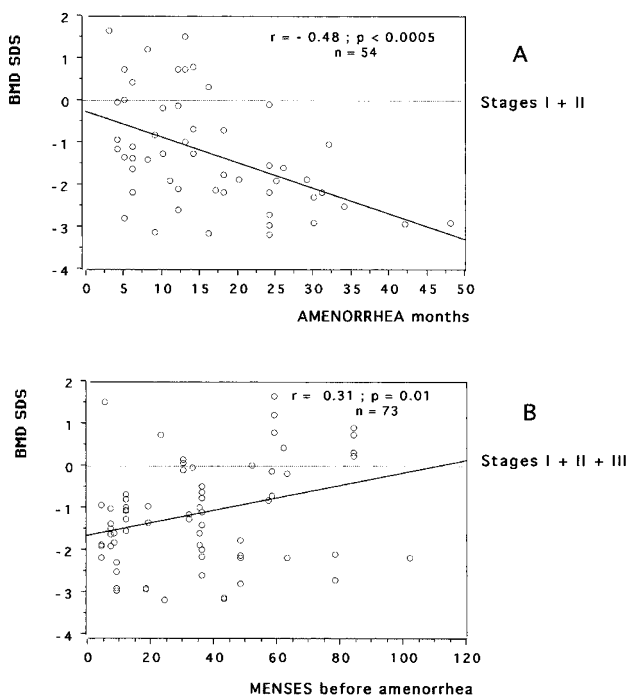 2
1
0
-1
-2
-3
-4
BMD SDS
r = - 0.48 ; p < 0.0005
n = 54
A
Stages I + II
0 5 10 15 20 25 30 35 40 45 50
AMENORRHEA months
2
1
0
-1
-2
-3
-4
BMD SDS
r = 0.31 ; p = 0.01
n = 73
B
Stages I + II + III
0 20 40 60 80 100 120
MENSES before amenorrhea